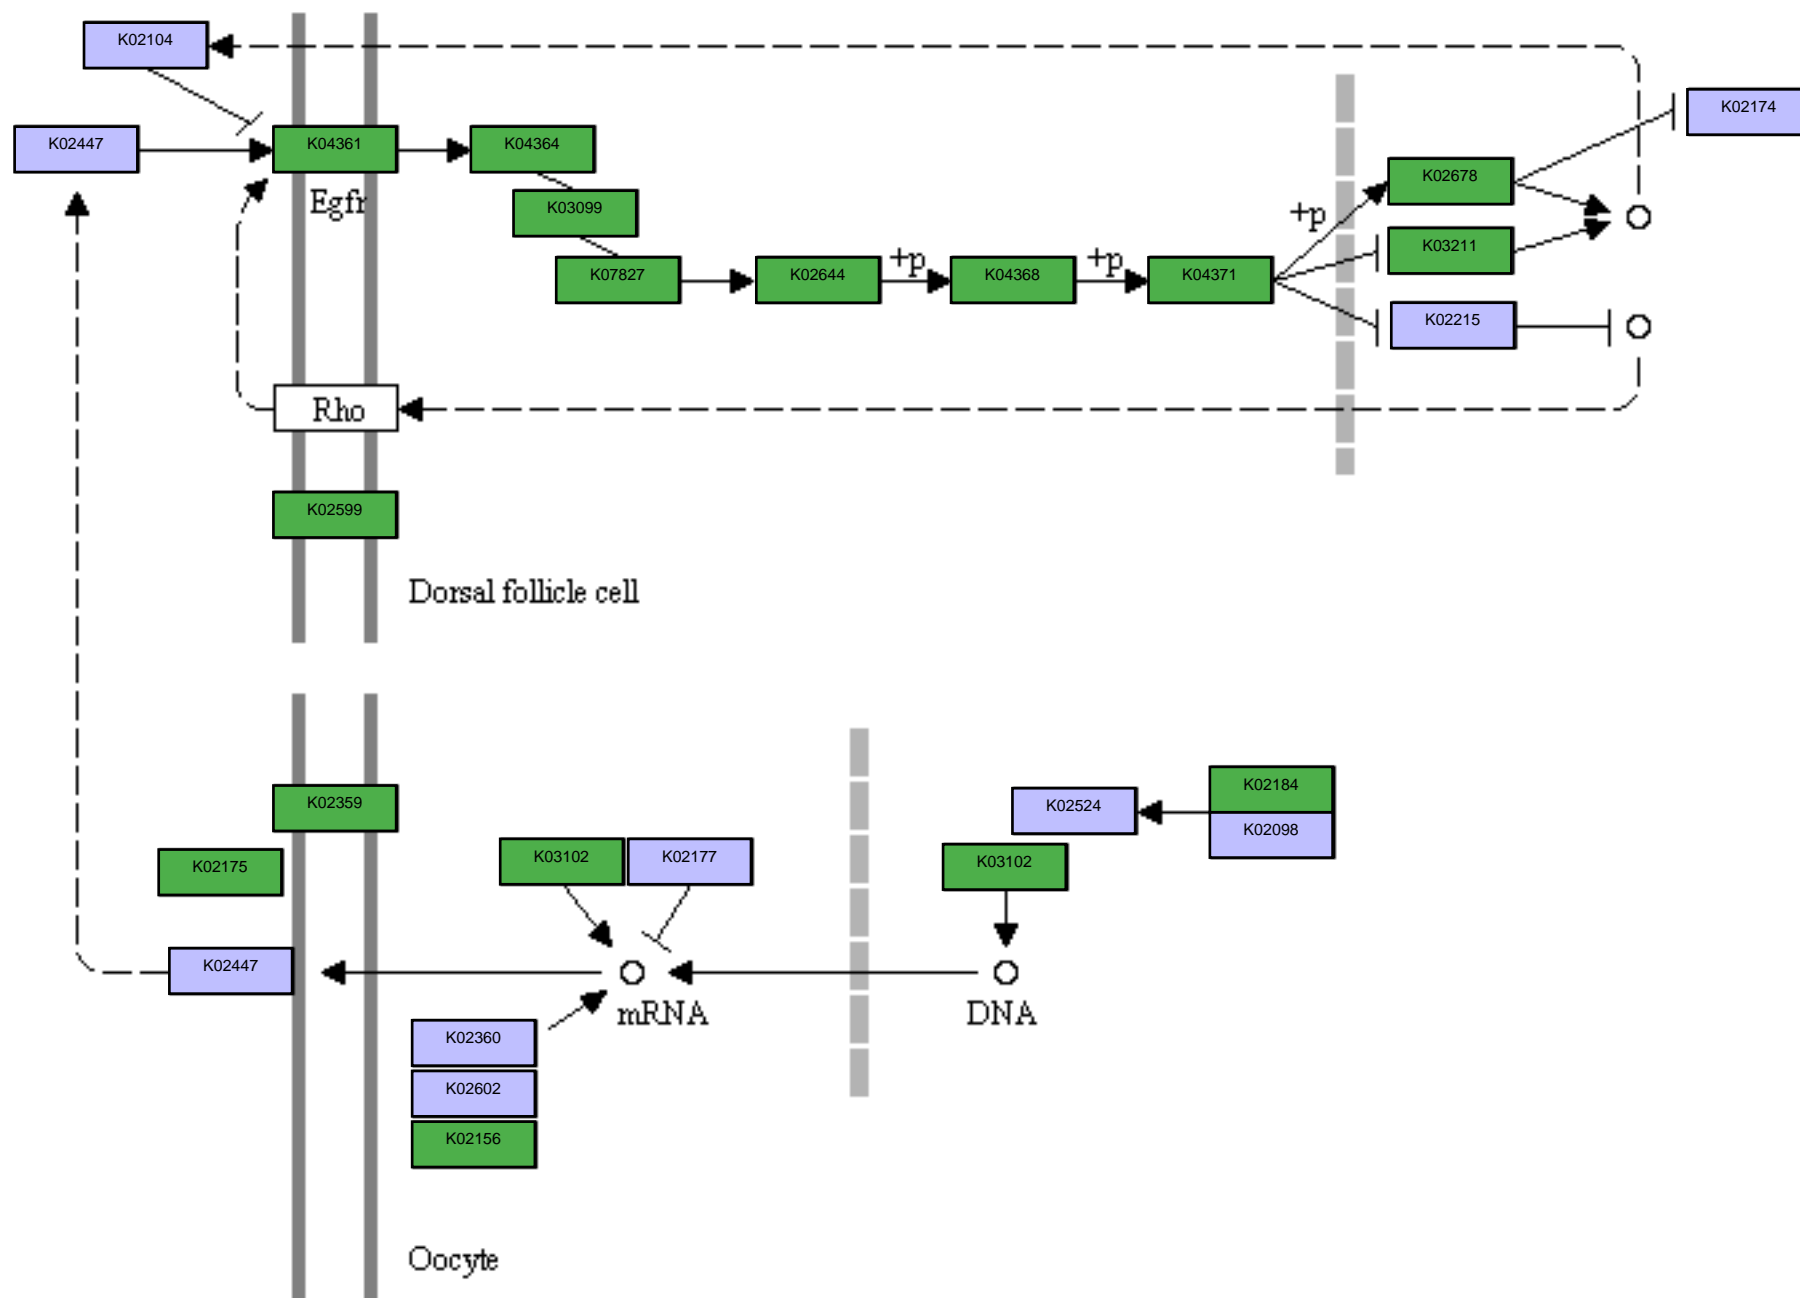 K02104
K02174
K02447
K04361
K04364
Egfr
K03099
K02678
+p
K03211
K07827
K02644
+p
K04368
+p
K04371
K02215
Rho
K02599
Dorsal follicle cell
K02359
K02184
K02524
K02098
K02175
K03102
K02177
K03102
K02447
mRNA
DNA
K02360
K02602
K02156
Oocyte